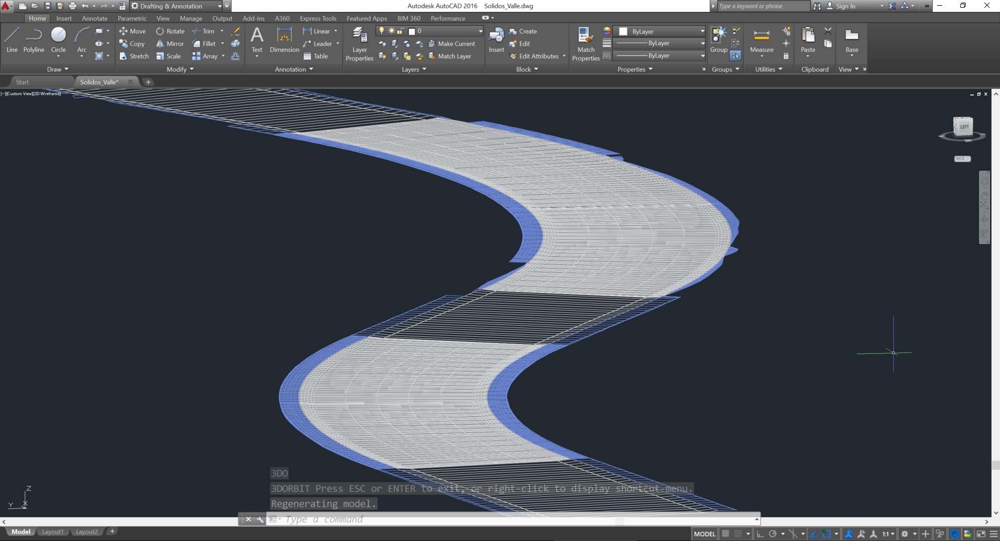 Drafting & Annotation
Autodesk AutoCAD 2016 Solidos_Valle.dwg
Type a keyword or phrase
Sign In
Home Insert Annotate Parametric View Manage Output Add-ins A360 Express Tools Featured Apps BIM 360 Performance
Line Polyline Circle Arc
Draw
Move Rotate Trim
Copy Mirror Fillet
Stretch Scale Array
Modify
Text Dimension
Linear
Leader
Table
Annotation
Layer
Properties
0
Make Current
Match Layer
Layers
Insert
Create
Edit
Edit Attributes
Block
Match
Properties
ByLayer
ByLayer
ByLayer
Properties
Group
Groups
Measure
Utilities
Paste
Clipboard
Base
View
Start Solidos_Valle*
[−][Custom View][2D Wireframe]
LEFT
WCS
Z
Y X
3DO
3DORBIT Press ESC or ENTER to exit, or right-click to display shortcut-menu.
Regenerating model.
Type a command
Model Layout1 Layout2
MODEL
1:1